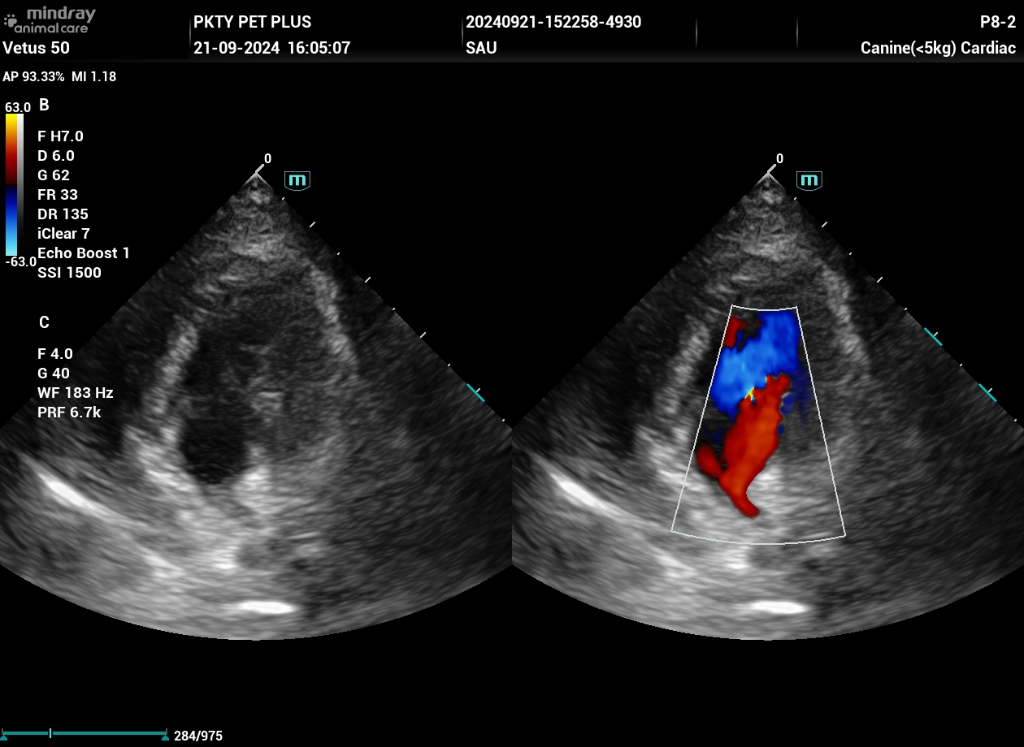 mindray
animalcare
Vetus 50
PKTY PET PLUS
21-09-2024 16:05:07
20240921-152258-4930
SAU
P8-2
Canine(<5kg) Cardiac
AP 93.33% MI 1.18
63.0
B
F H7.0
D 6.0
G 62
FR 33
DR 135
iClear 7
Echo Boost 1
-63.0
SSI 1500
C
F 4.0
G 40
WF 183 Hz
PRF 6.7k
0
m
0
m
284/975